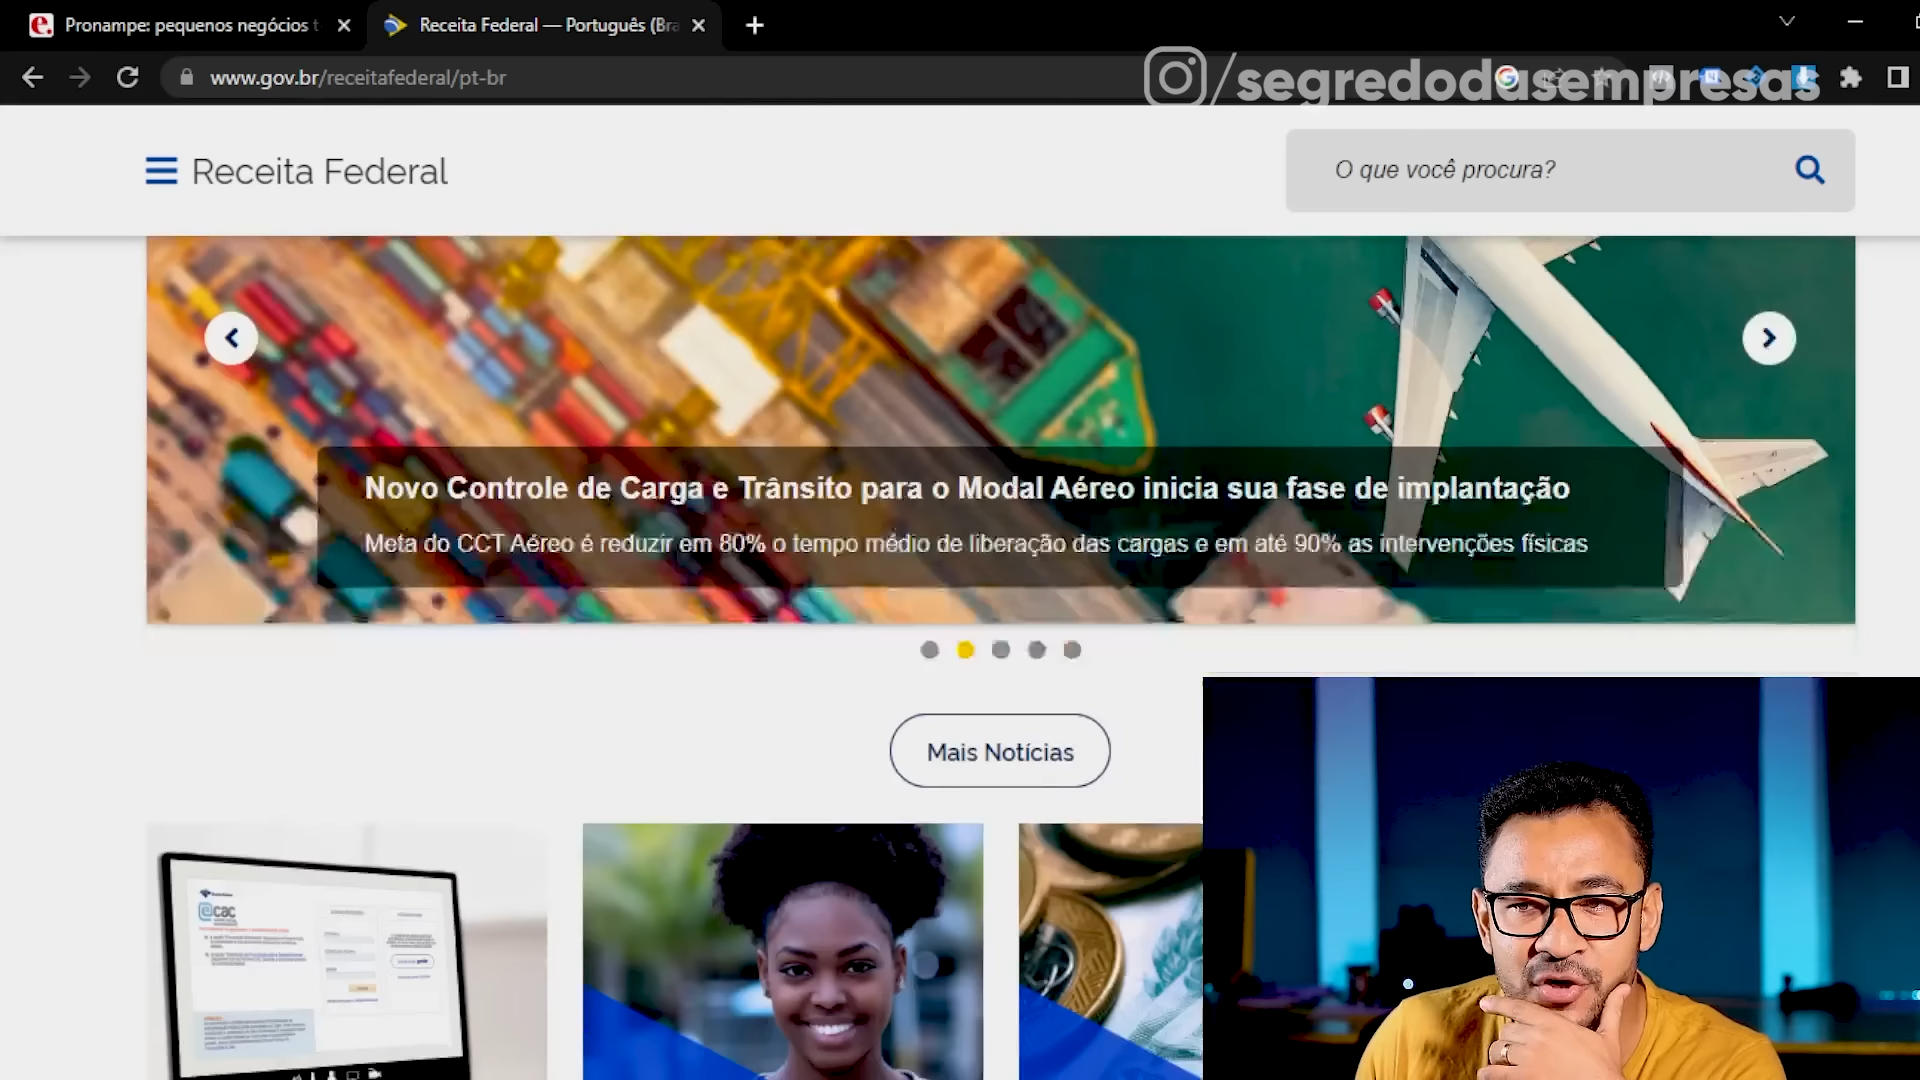 Pronampe: pequenos negócios t
Receita Federal — Português (Bra
www.gov.br/receitafederal/pt-br
/segredodasempresas
Receita Federal
O que você procura?
Novo Controle de Carga e Trânsito para o Modal Aéreo inicia sua fase de implantação
Meta do CCT Aéreo é reduzir em 80% o tempo médio de liberação das cargas e em até 90% as intervenções físicas
Mais Notícias
ecac